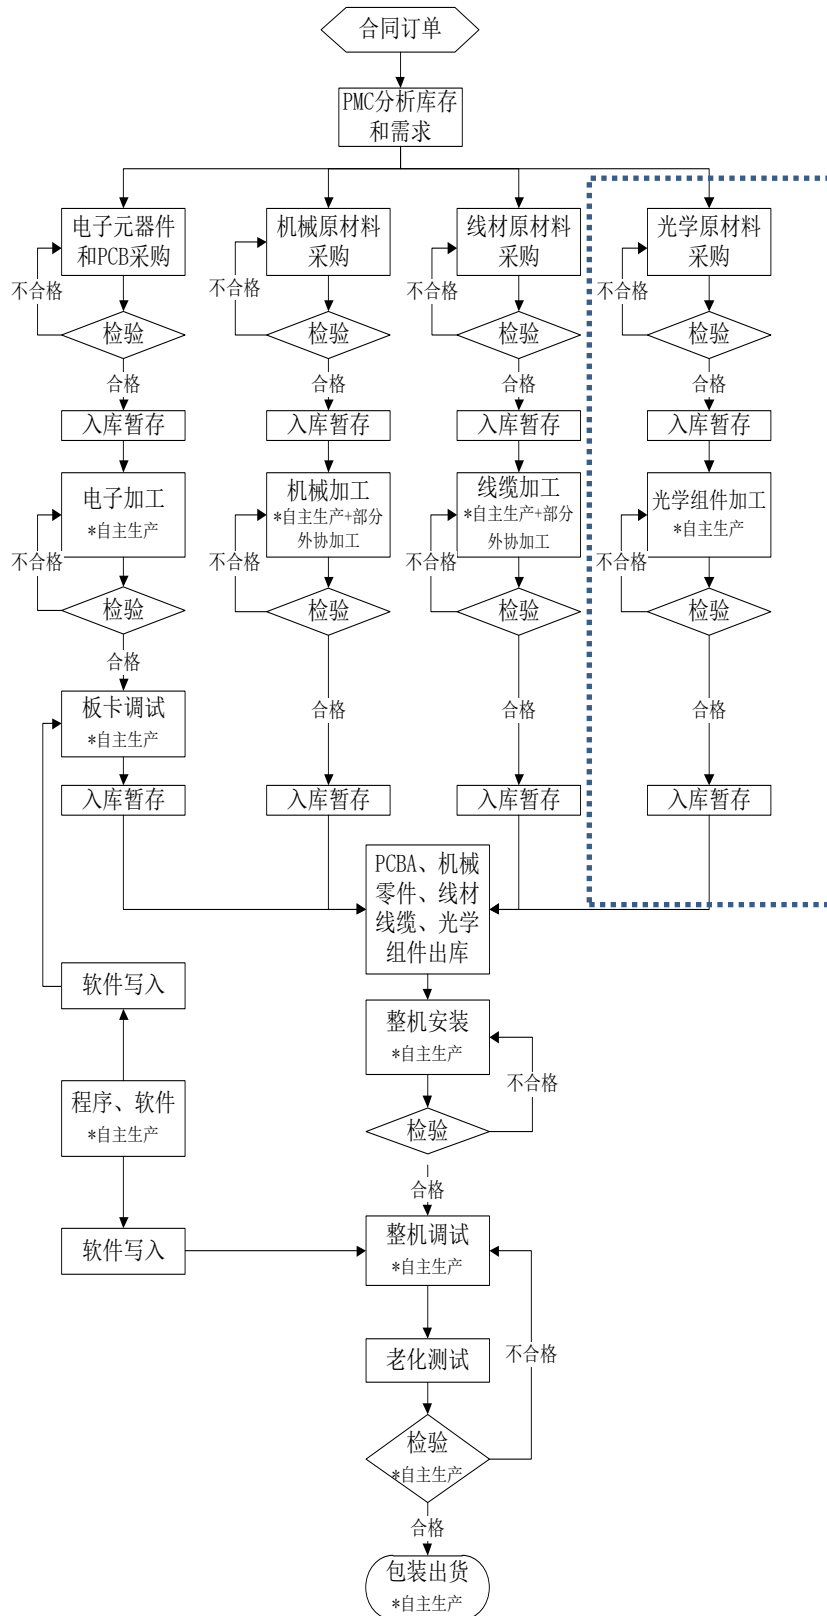 合同订单
PMC分析库存
和需求
电子元器件
和PCB采购
机械原材料
采购
线材原材料
采购
光学原材料
采购
不合格
不合格
不合格
不合格
检验
检验
检验
检验
合格
合格
合格
合格
入库暂存
入库暂存
入库暂存
入库暂存
电子加工
*自主生产
机械加工
*自主生产+部分
外协加工
线缆加工
*自主生产+部分
外协加工
光学组件加工
*自主生产
不合格
不合格
不合格
不合格
检验
检验
检验
检验
合格
板卡调试
*自主生产
合格
合格
合格
入库暂存
入库暂存
入库暂存
入库暂存
PCBA、机械
零件、线材
线缆、光学
组件出库
软件写入
整机安装
*自主生产
不合格
程序、软件
*自主生产
检验
合格
软件写入
整机调试
*自主生产
老化测试
不合格
检验
*自主生产
合格
包装出货
*自主生产